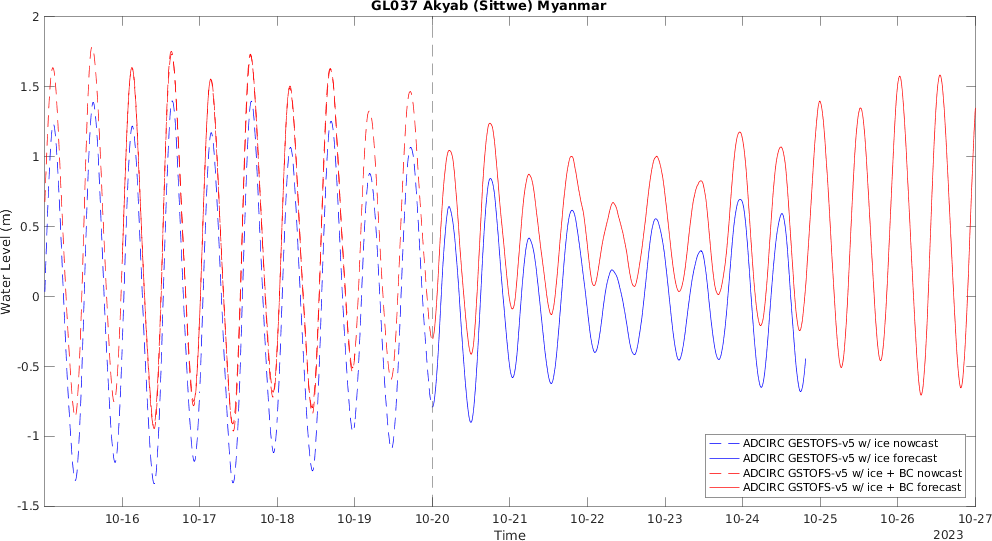 GL037 Akyab (Sittwe) Myanmar
2
1.5
1
0.5
0
-0.5
-1
-1.5
Water Level (m)
ADCIRC GESTOFS-v5 w/ ice nowcast
ADCIRC GESTOFS-v5 w/ ice forecast
ADCIRC GSTOFS-v5 w/ ice + BC nowcast
ADCIRC GSTOFS-v5 w/ ice + BC forecast
10-16 10-17 10-18 10-19 10-20 10-21 10-22 10-23 10-24 10-25 10-26 10-27
Time
2023